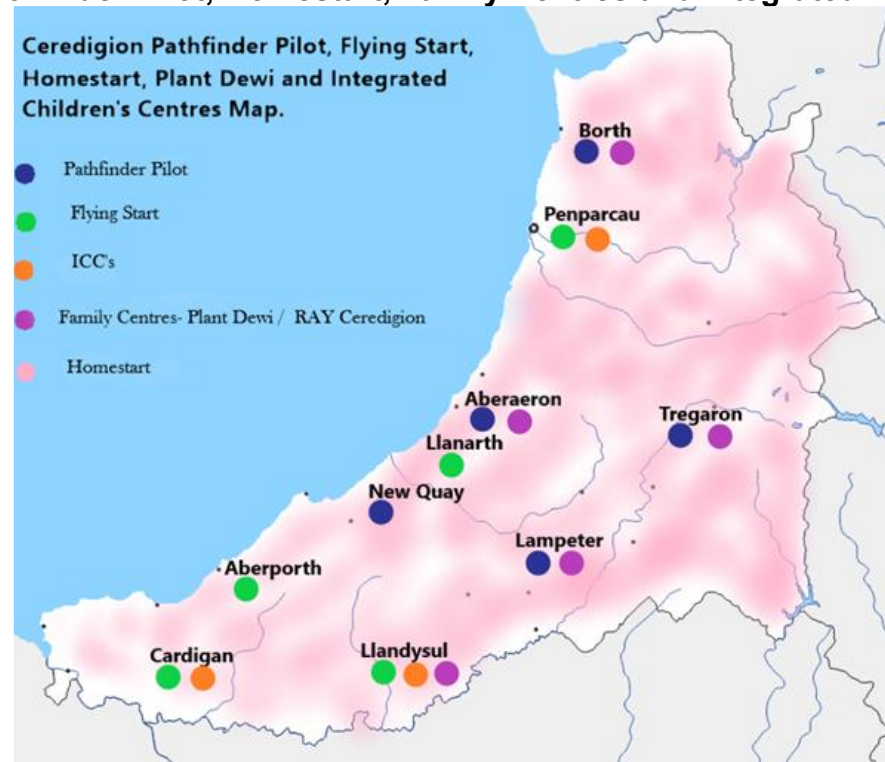 Ceredigion Pathfinder Pilot, Flying Start,
Homestart, Plant Dewi and Integrated
Children's Centres Map.
Pathfinder Pilot
Flying Start
ICC's
Family Centres- Plant Dewi / RAY Ceredigion
Homestart
Borth
Penparcau
Aberaeron
Tregaron
Llanarth
New Quay
Lampeter
Aberporth
Cardigan
Llandysul